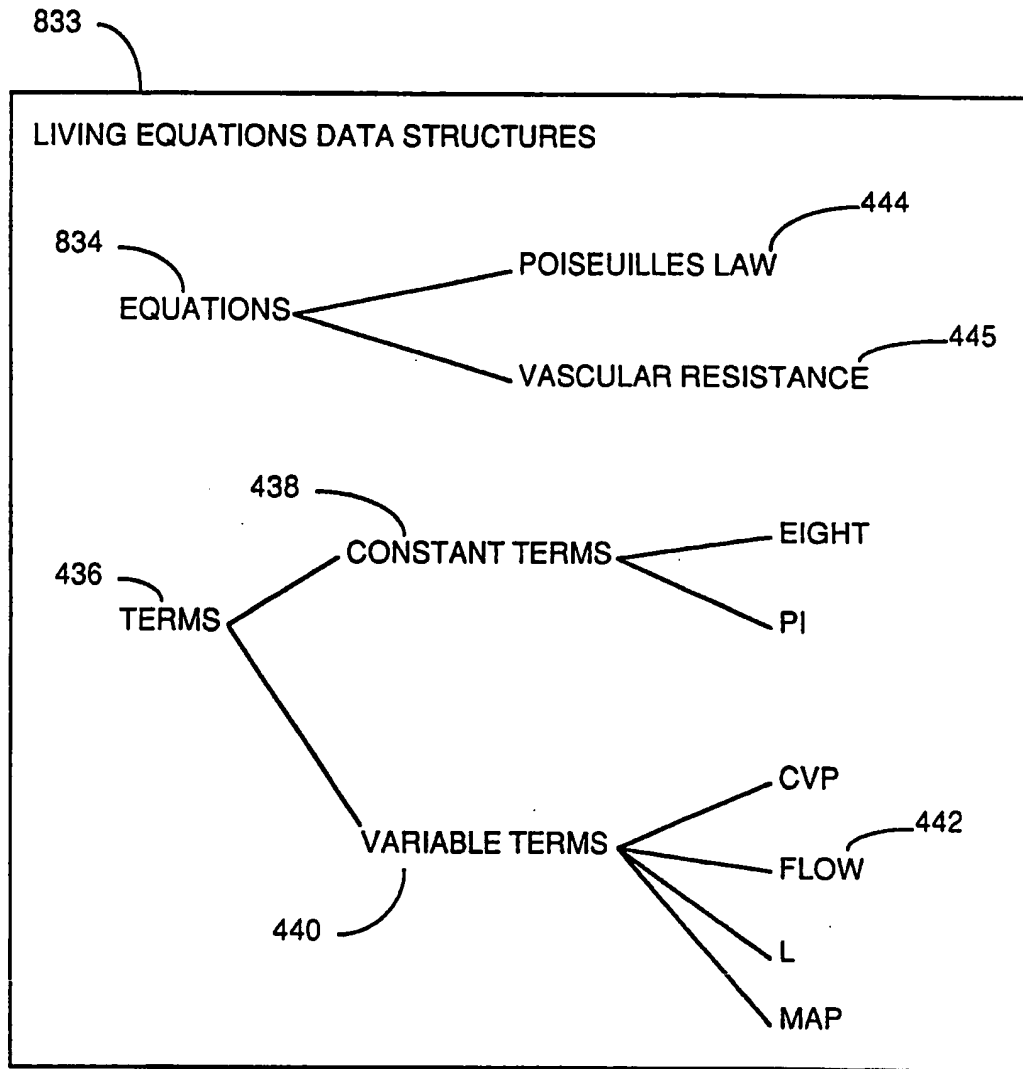 833
LIVING EQUATIONS DATA STRUCTURES
444
834
POISEUILLES LAW
EQUATIONS
445
VASCULAR RESISTANCE
438
EIGHT
CONSTANT TERMS
436
TERMS
PI
CVP
442
VARIABLE TERMS
FLOW
440
L
MAP